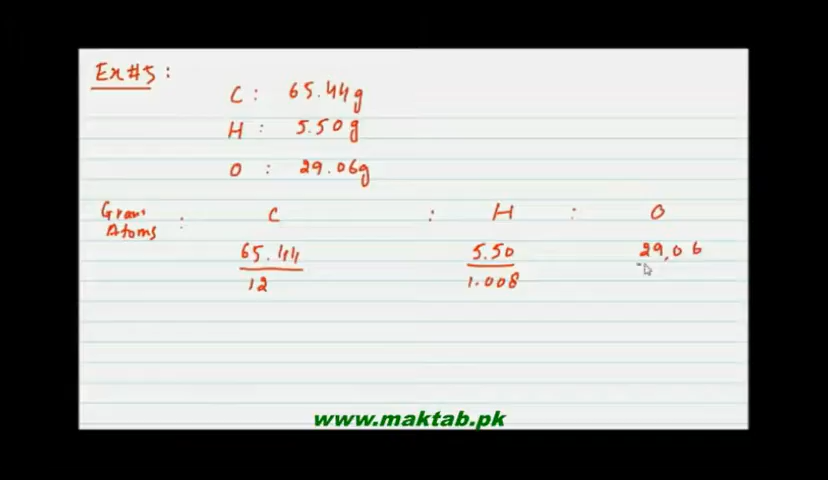 Ex#5 :
C : 65.44g
H : 5.50g
O : 29.06g
Gram Atoms : C : H : O
65.44 5.50 29.06
12 1.008
www.maktab.pk